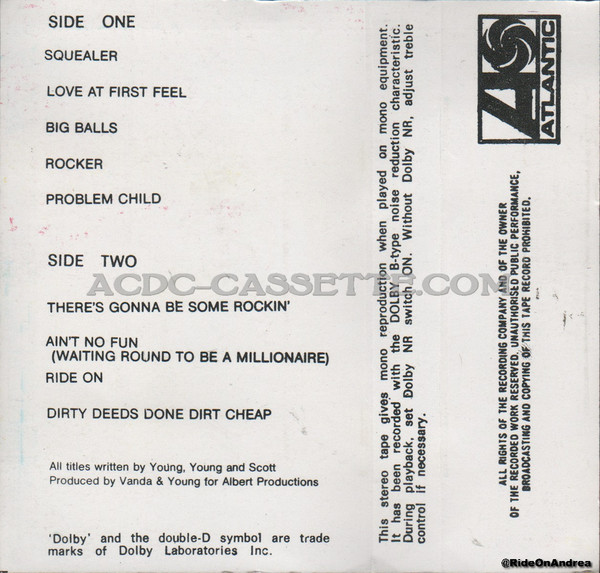 SIDE ONE
SQUEALER
LOVE AT FIRST FEEL
BIG BALLS
ROCKER
PROBLEM CHILD
SIDE TWO
ACDC-CASSETTE.COM
THERE'S GONNA BE SOME ROCKIN'
AIN'T NO FUN
(WAITING ROUND TO BE A MILLIONAIRE)
RIDE ON
DIRTY DEEDS DONE DIRT CHEAP
All titles written by Young, Young and Scott
Produced by Vanda & Young for Albert Productions
'Dolby' and the double-D symbol are trade
marks of Dolby Laboratories Inc.
This stereo tape gives mono reproduction when played on mono equipment.
It has been recorded with the DOLBY B-type noise reduction characteristic.
During playback, set Dolby NR switch ON. Without Dolby NR, adjust treble
control if necessary.
ATLANTIC
ALL RIGHTS OF THE RECORDING COMPANY AND OF THE OWNER
OF THE RECORDED WORK RESERVED. UNAUTHORISED PUBLIC PERFORMANCE,
BROADCASTING AND COPYING OF THIS TAPE RECORD PROHIBITED.
@RideOnAndrea